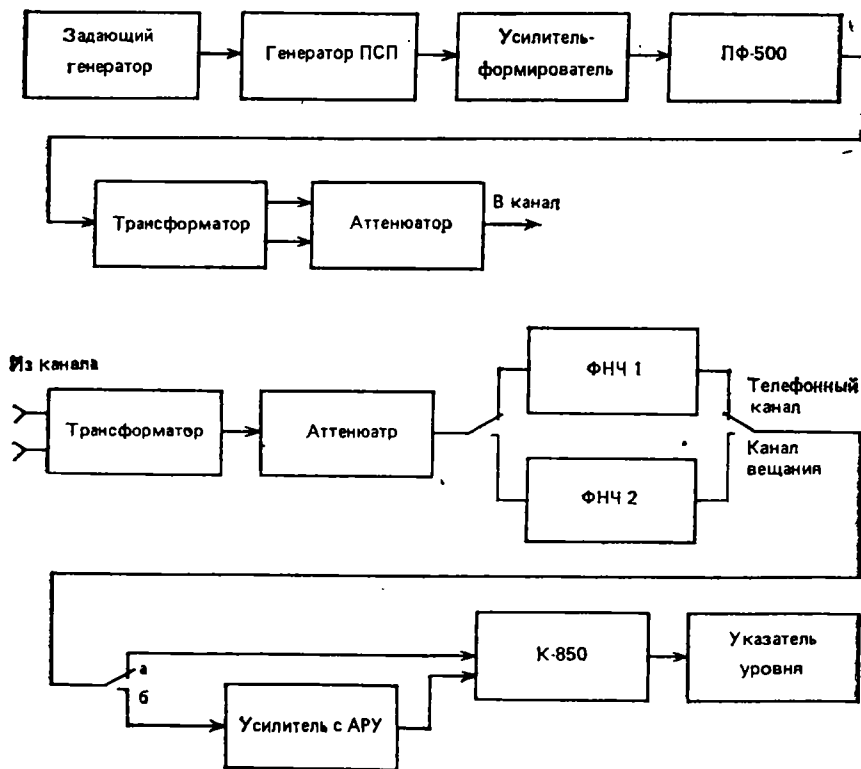 Задающий
генератор
Генератор ПСП
Усилитель-
формирователь
ПФ-500
Трансформатор
Аттенюатор
В канал
Из канала
Трансформатор
Аттенюатр
ФНЧ 1
ФНЧ 2
Телефонный
канал
Канал
вещания
а
б
Усилитель с АРУ
К-850
Указатель
уровня